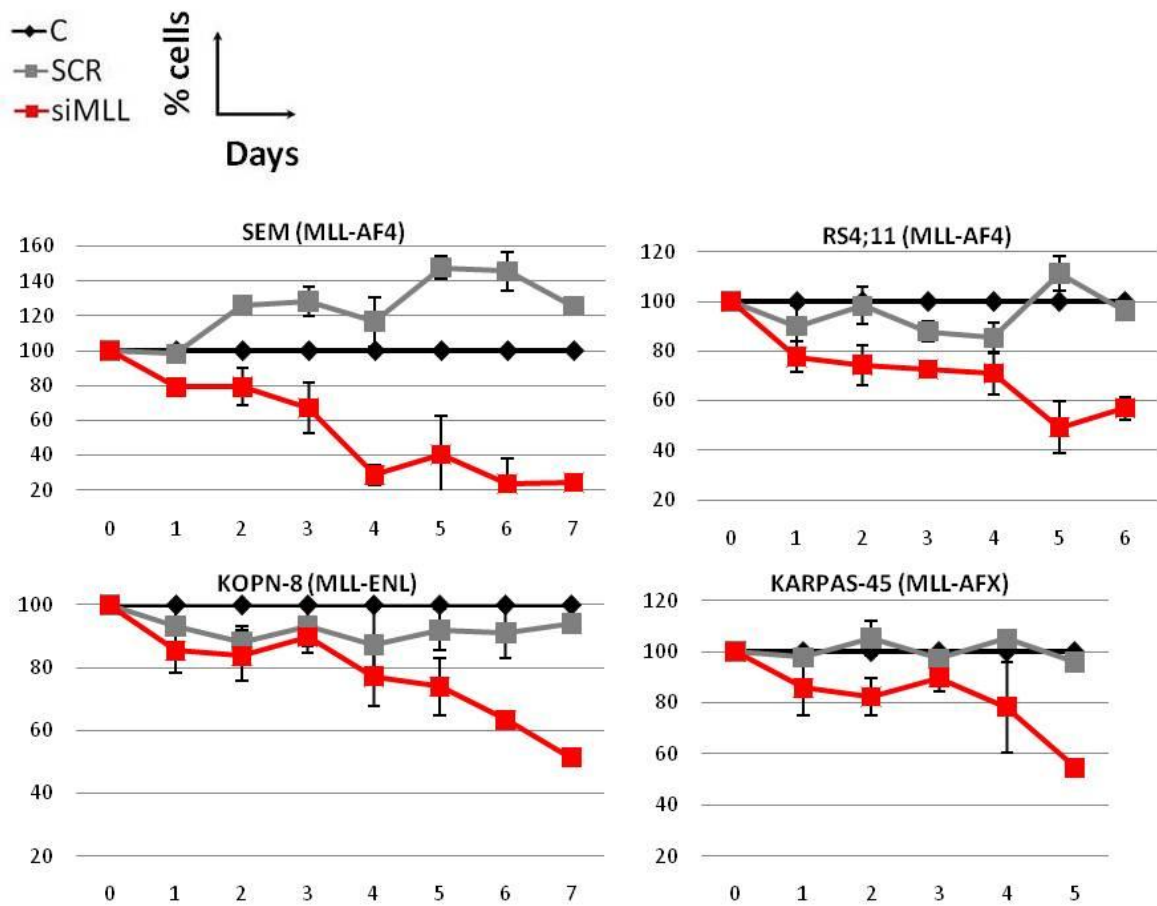 C
SCR
siMLL
% cells
Days
SEM (MLL-AF4)
160
140
120
100
80
60
40
20
0 1 2 3 4 5 6 7
RS4;11 (MLL-AF4)
120
100
80
60
40
20
0 1 2 3 4 5 6
KOPN-8 (MLL-ENL)
100
80
60
40
20
0 1 2 3 4 5 6 7
KARPAS-45 (MLL-AFX)
120
100
80
60
40
20
0 1 2 3 4 5